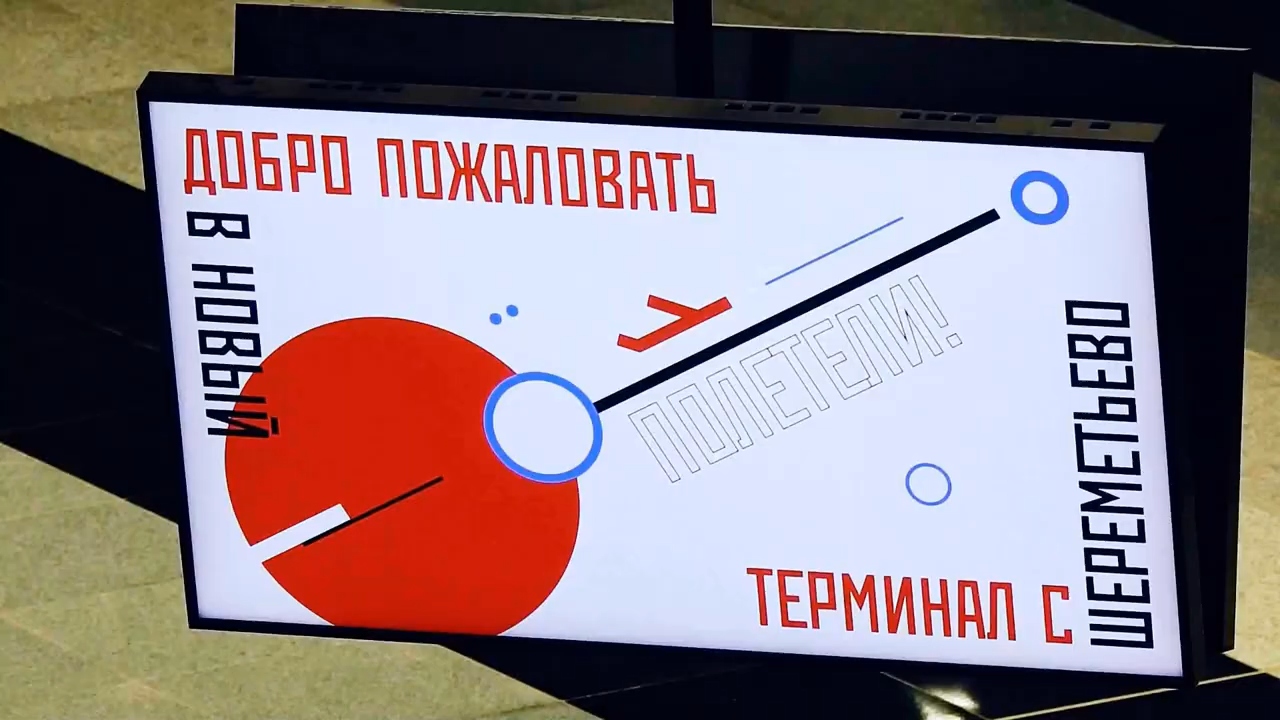 ДОБРО ПОЖАЛОВАТЬ
В НОВЫЙ
ПОЛЕТЕЛИ!
ТЕРМИНАЛ С
ШЕРЕМЕТЬЕВО